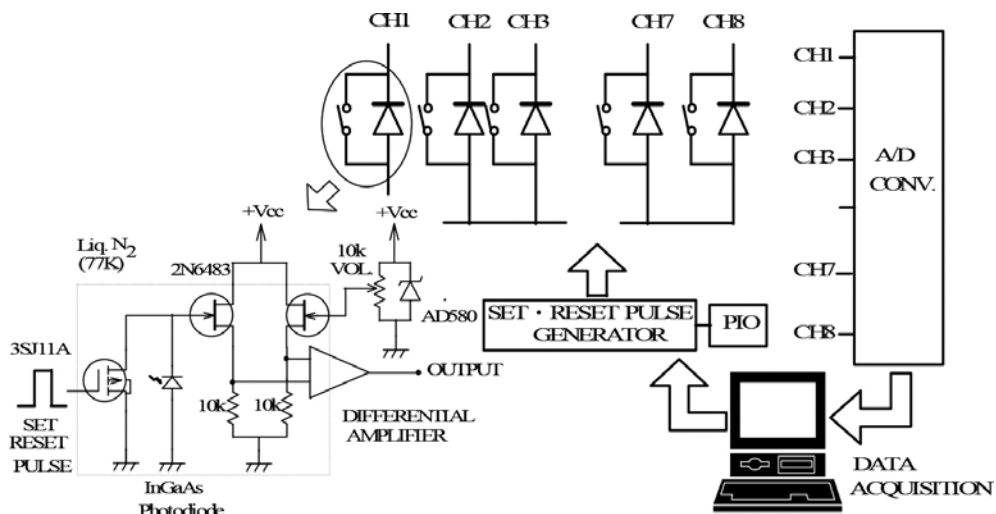 CH1
CH2
CH3
CH7
CH8
CH1
CH2
CH3
CH7
CH8
A/D
CONV.
+Vcc
+Vcc
Liq. N2
(77K)
2N6483
10k
VOL.
AD580
3SJ11A
SET
RESET
PULSE
10k
10k
OUTPUT
DIFFERENTIAL
AMPLIFIER
InGaAs
Photodiode
SET・RESET PULSE
GENERATOR
PIO
DATA
ACQUISITION